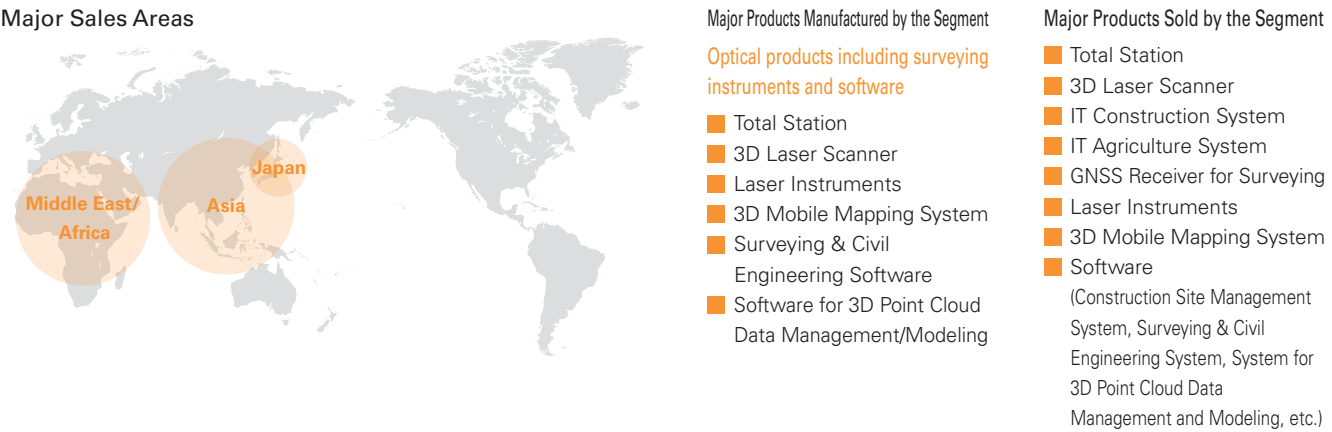 Major Sales Areas
Middle East/
Africa
Asia
Japan
Major Products Manufactured by the Segment
Optical products including surveying
instruments and software
Total Station
3D Laser Scanner
Laser Instruments
3D Mobile Mapping System
Surveying & Civil
Engineering Software
Software for 3D Point Cloud
Data Management/Modeling
Major Products Sold by the Segment
Total Station
3D Laser Scanner
IT Construction System
IT Agriculture System
GNSS Receiver for Surveying
Laser Instruments
3D Mobile Mapping System
Software
(Construction Site Management
System, Surveying & Civil
Engineering System, System for
3D Point Cloud Data
Management and Modeling, etc.)